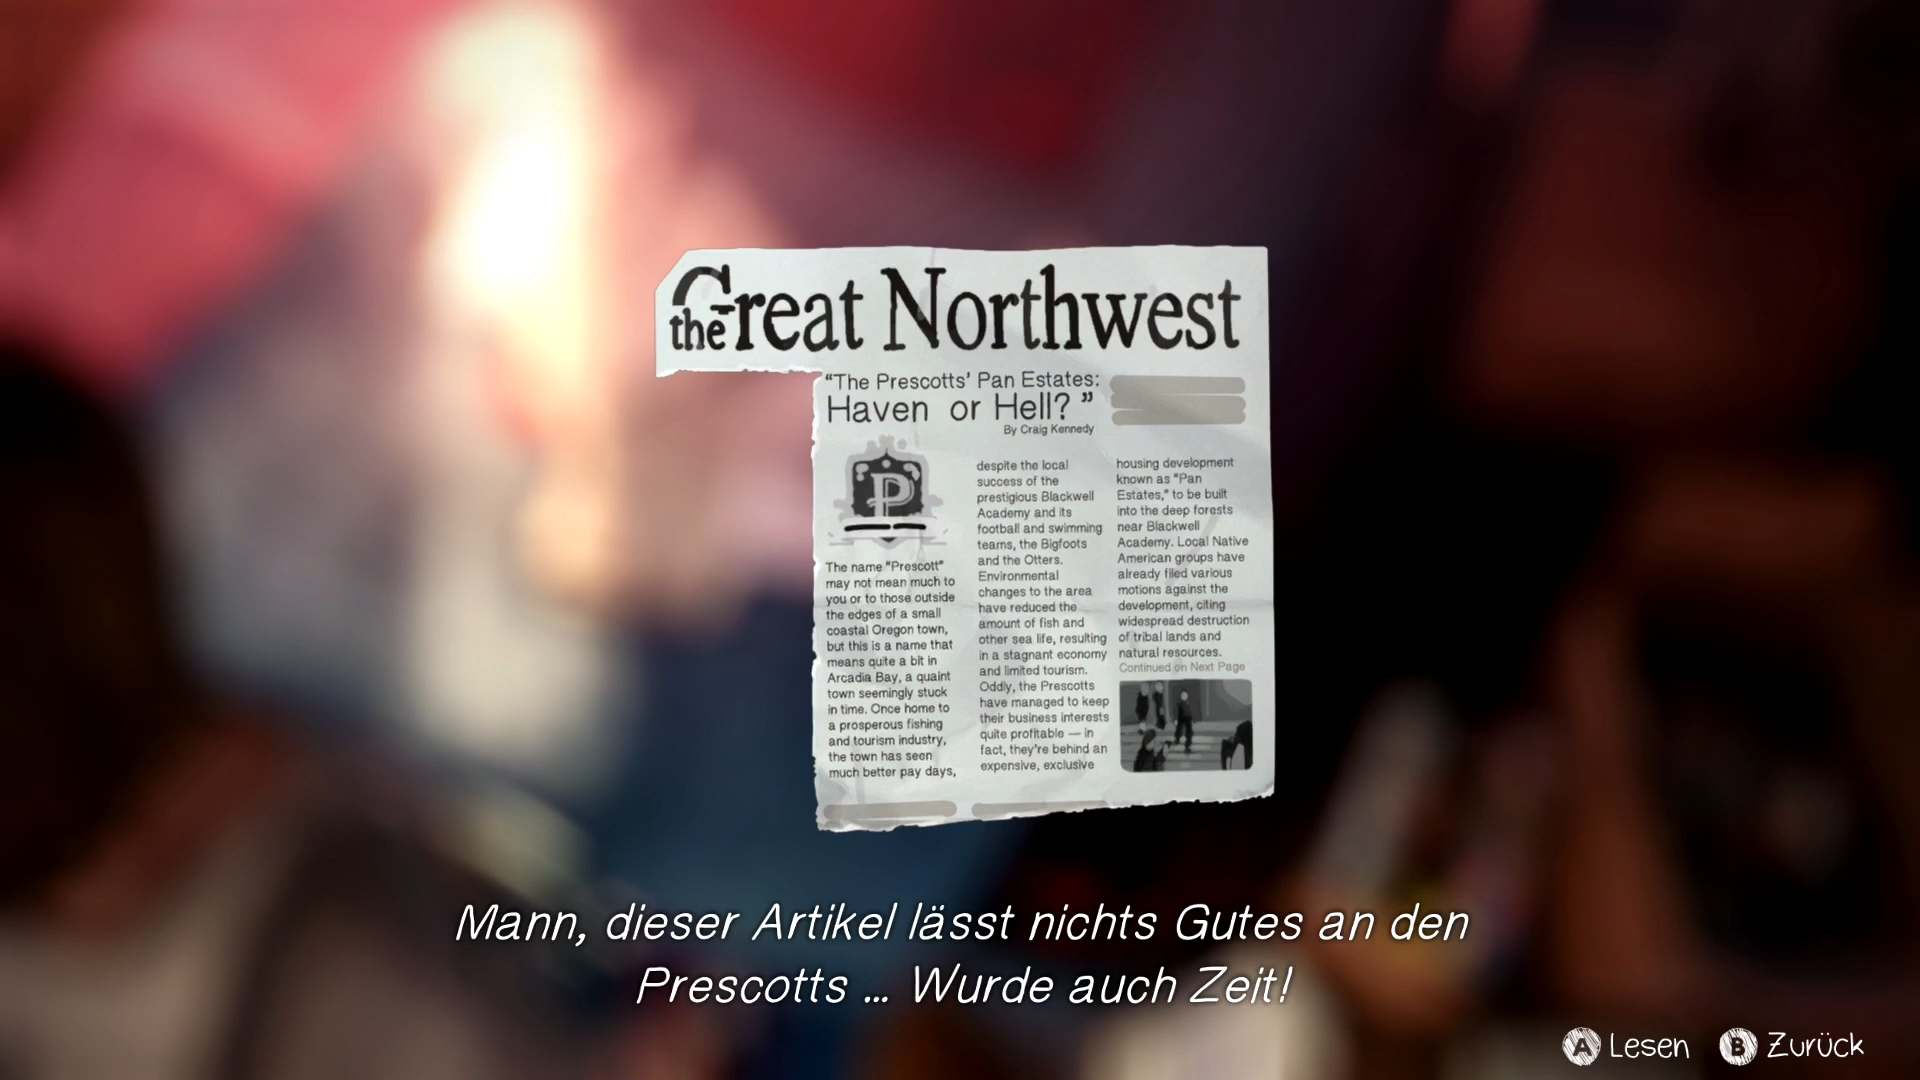 the Great Northwest
“The Prescotts’ Pan Estates:
Haven or Hell? ”
By Craig Kennedy
P
The name “Prescott”
may not mean much to
you or to those outside
the edges of a small
coastal Oregon town,
but this is a name that
means quite a bit in
Arcadia Bay, a quaint
town seemingly stuck
in time. Once home to
a prosperous fishing
and tourism industry,
the town has seen
much better pay days,
despite the local
success of the
prestigious Blackwell
Academy and its
football and swimming
teams, the Bigfoots
and the Otters.
Environmental
changes to the area
have reduced the
amount of fish and
other sea life, resulting
in a stagnant economy
and limited tourism.
Oddly, the Prescotts
have managed to keep
their business interests
quite profitable — in
fact, they’re behind an
expensive, exclusive
housing development
known as “Pan
Estates,” to be built
into the deep forests
near Blackwell
Academy. Local Native
American groups have
already filed various
motions against the
development, citing
widespread destruction
of tribal lands and
natural resources.
Continued on Next Page
Mann, dieser Artikel lässt nichts Gutes an den
Prescotts ... Wurde auch Zeit!
A Lesen B Zurück